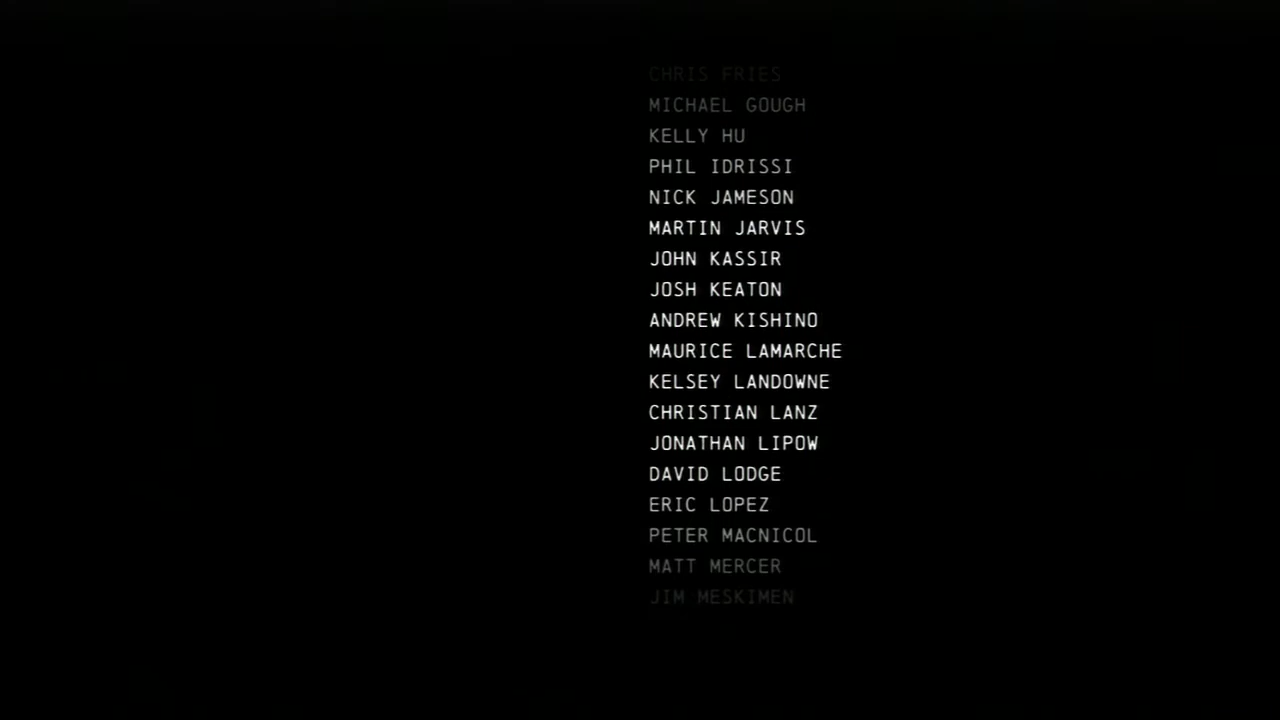 CHRIS FRIES
MICHAEL GOUGH
KELLY HU
PHIL IDRISSI
NICK JAMESON
MARTIN JARVIS
JOHN KASSIR
JOSH KEATON
ANDREW KISHINO
MAURICE LAMARCHE
KELSEY LANDOWNE
CHRISTIAN LANZ
JONATHAN LIPOW
DAVID LODGE
ERIC LOPEZ
PETER MACNICOL
MATT MERCER
JIM MESKIMEN